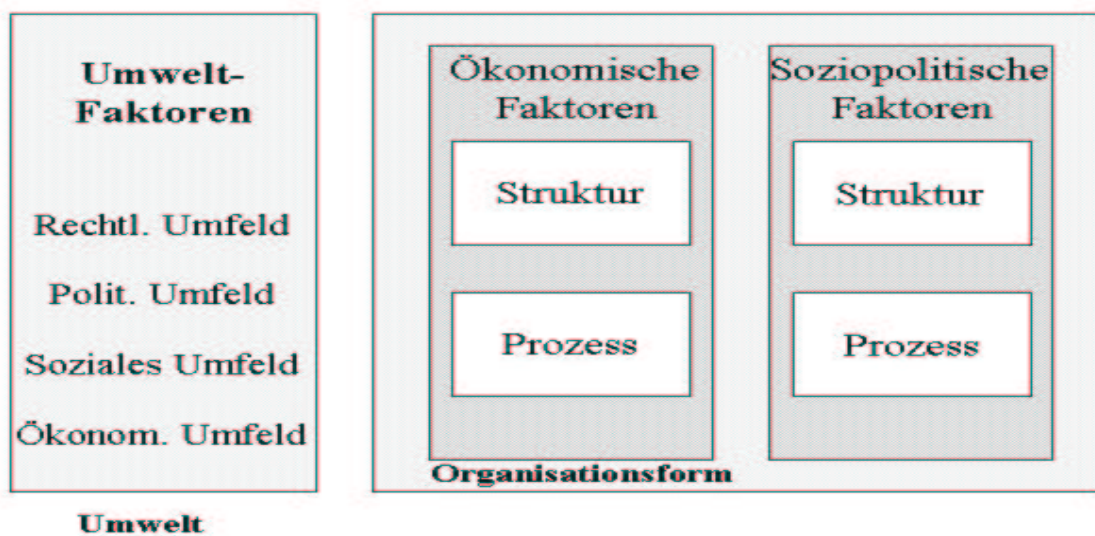 Umwelt-
Faktoren
Rechtl. Umfeld
Polit. Umfeld
Soziales Umfeld
Ökonom. Umfeld
Umwelt
Ökonomische
Faktoren
Struktur
Prozess
Soziopolitische
Faktoren
Struktur
Prozess
Organisationsform